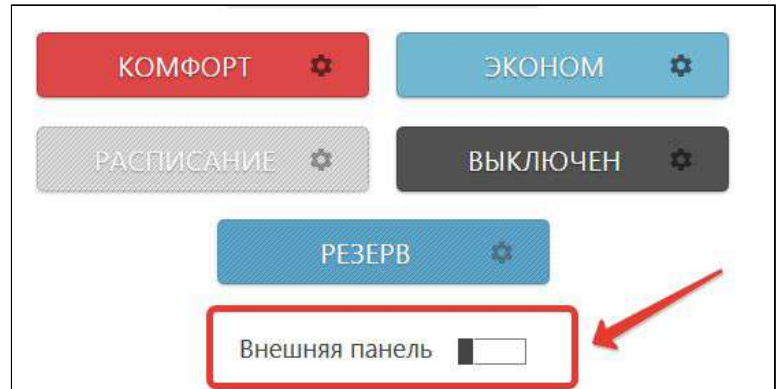 КОМФОРТ ЭКОНОМ
РАСПИСАНИЕ ВЫКЛЮЧЕН
РЕЗЕРВ
Внешняя панель